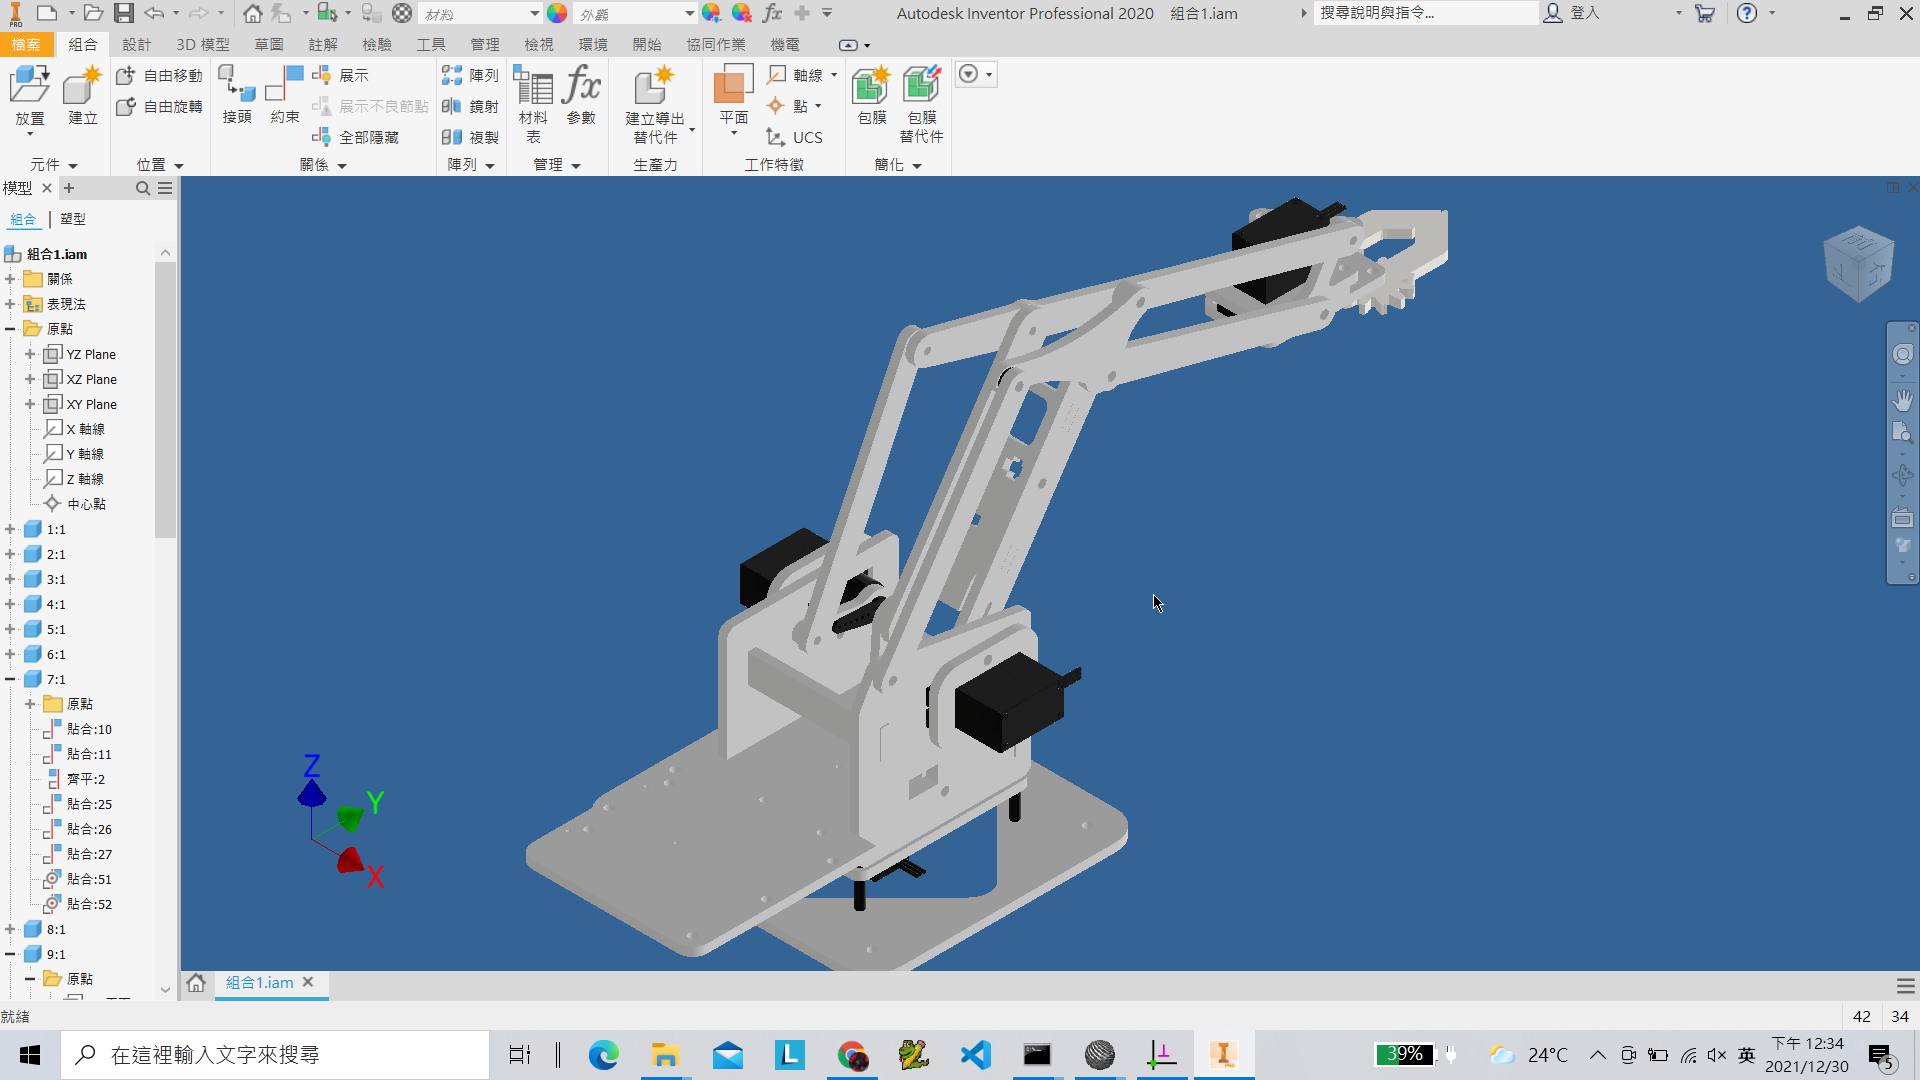 PRO
材料
外觀
Autodesk Inventor Professional 2020 組合1.iam
搜尋說明與指令...
登入
檔案 組合 設計 3D 模型 草圖 註解 檢驗 工具 管理 檢視 環境 開始 協同作業 機電
放置
建立
自由移動
自由旋轉
接頭
約束
展示
展示不良節點
全部隱藏
陣列
鏡射
複製
材料表
fx
參數
建立導出替代件
平面
軸線
點
UCS
包膜
包膜替代件
元件 位置 關係 陣列 管理 生產力 工作特徵 簡化
模型
組合 | 塑型
組合1.iam
關係
表現法
原點
YZ Plane
XZ Plane
XY Plane
X 軸線
Y 軸線
Z 軸線
中心點
1:1
2:1
3:1
4:1
5:1
6:1
7:1
原點
貼合:10
貼合:11
齊平:2
貼合:25
貼合:26
貼合:27
貼合:51
貼合:52
8:1
9:1
原點
Z
Y
X
組合1.iam
就緒
42 34
在這裡輸入文字來搜尋
39%
24°C
英
下午 12:34
2021/12/30
5